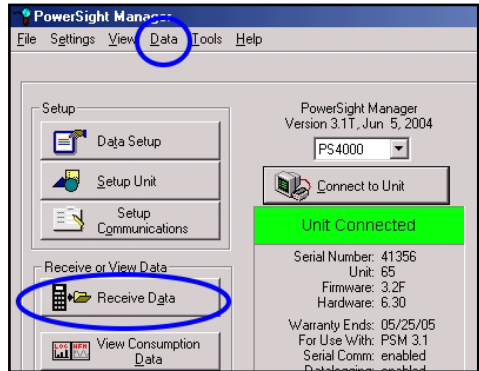 PowerSight Manager
File Settings View Data Tools Help
Setup
Data Setup
Setup Unit
Setup
Communications
Receive or View Data
Receive Data
View Consumption
Data
PowerSight Manager
Version 3.1T, Jun 5, 2004
PS4000
Connect to Unit
Unit Connected
Serial Number: 41356
Unit: 65
Firmware: 3.2F
Hardware: 6.30
Warranty Ends: 05/25/05
For Use With: PSM 3.1
Serial Comm: enabled
Datalogging: enabled